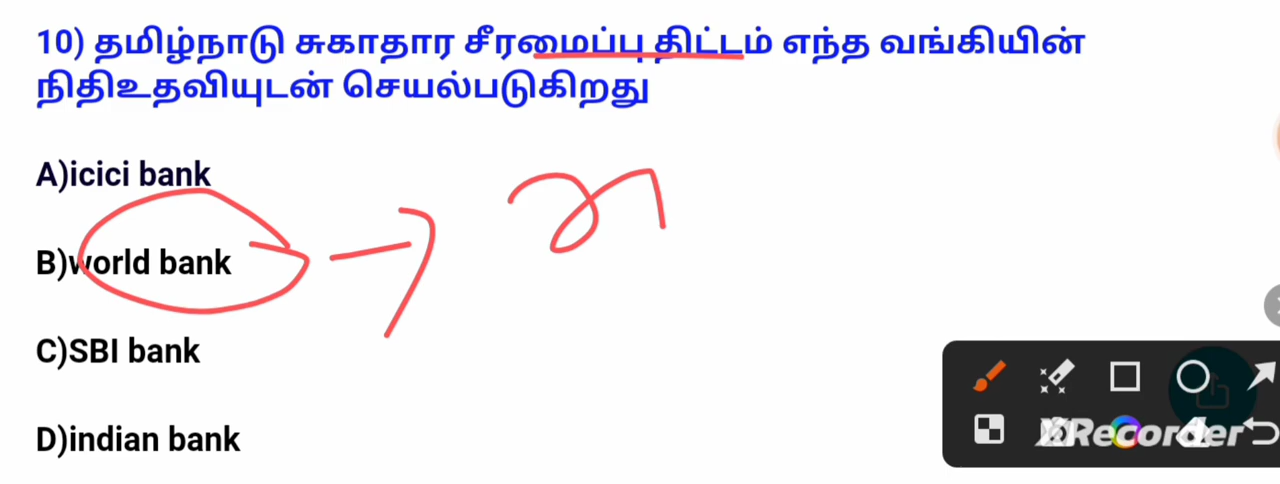 10) தமிழ்நாடு சுகாதார சீரமைப்பு திட்டம் எந்த வங்கியின்
நிதிஉதவியுடன் செயல்படுகிறது
A)icici bank
B)world bank
C)SBI bank
D)indian bank
XRecorder